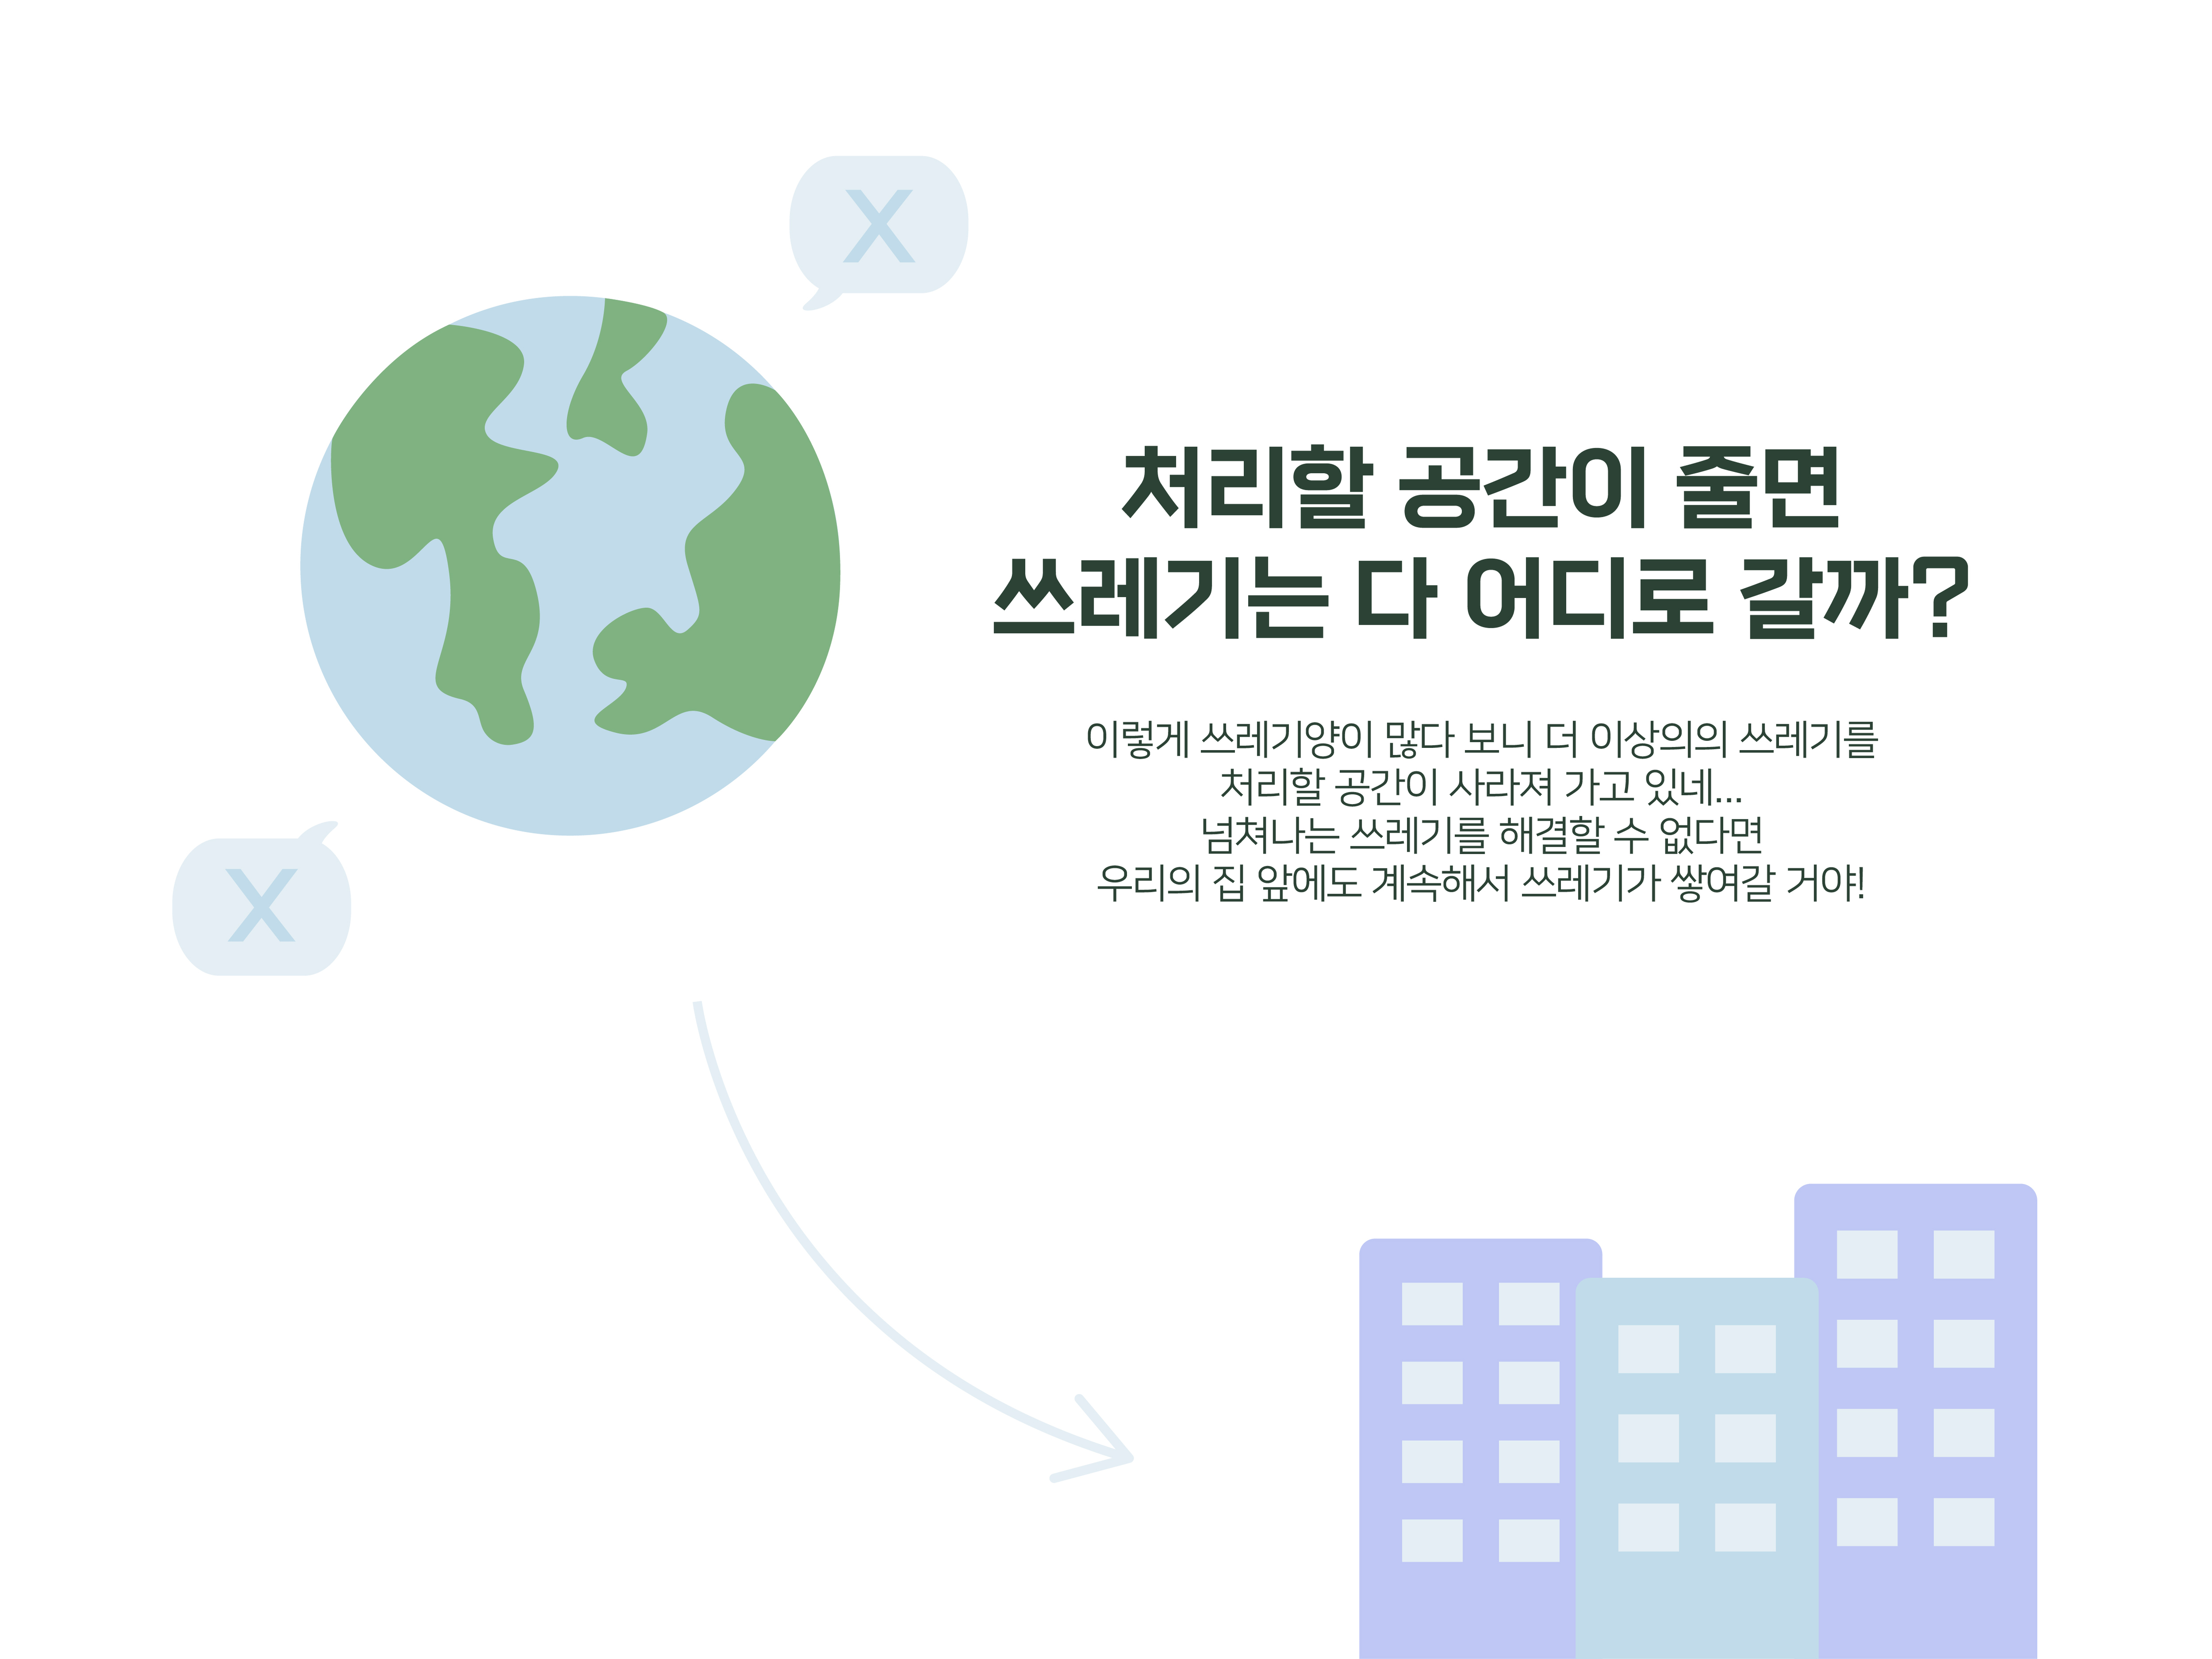 X
처리할 공간이 줄면
쓰레기는 다 어디로 갈까?
이렇게 쓰레기양이 많다 보니 더 이상의의 쓰레기를
처리할 공간이 사라져 가고 있네...
넘쳐나는 쓰레기를 해결할 수 없다면
우리의 집 앞에도 계속해서 쓰레기가 쌓여갈 거야!
X